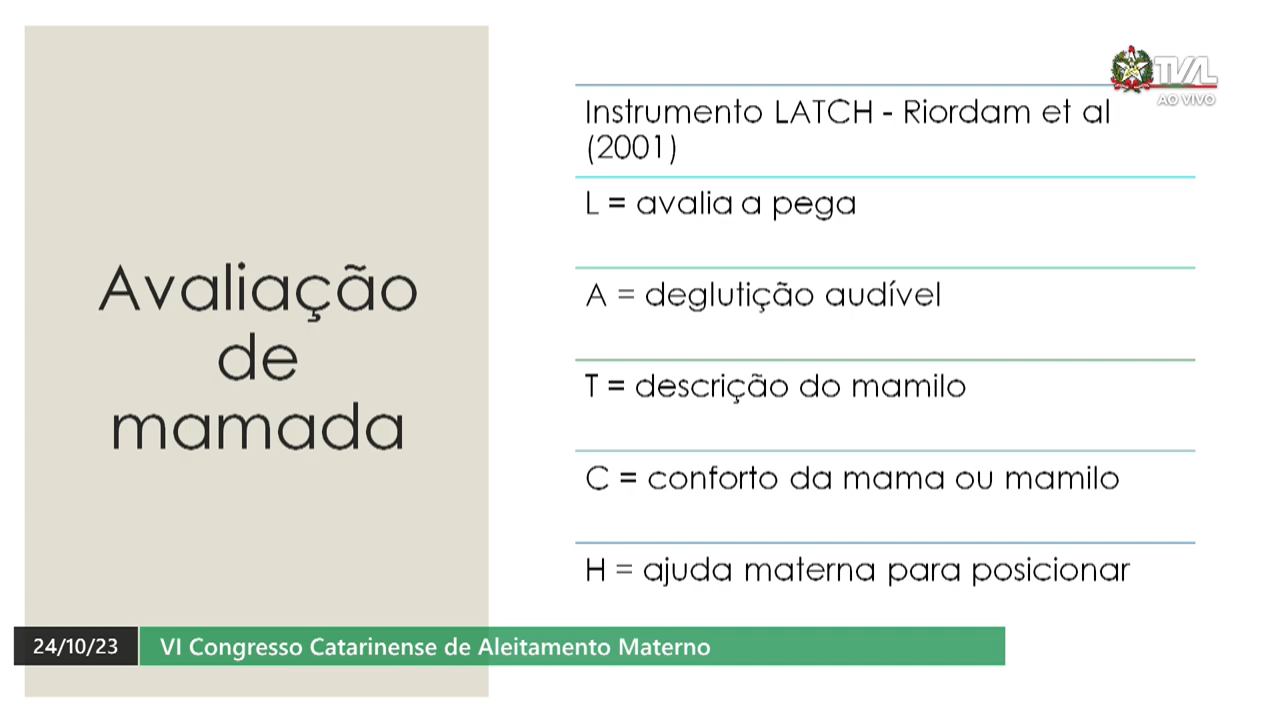 Avaliação
de
mamada
TVAL
AO VIVO
Instrumento LATCH - Riordam et al
(2001)
L = avalia a pega
A = deglutição audível
T = descrição do mamilo
C = conforto da mama ou mamilo
H = ajuda materna para posicionar
24/10/23 VI Congresso Catarinense de Aleitamento Materno